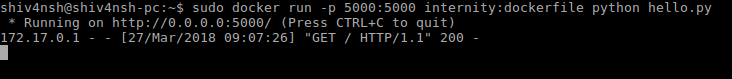 shiv4nsh@shiv4nsh-pc:~$ sudo docker run -p 5000:5000 internity:dockerfile python hello.py
 * Running on http://0.0.0.0:5000/ (Press CTRL+C to quit)
172.17.0.1 - - [27/Mar/2018 09:07:26] "GET / HTTP/1.1" 200 -